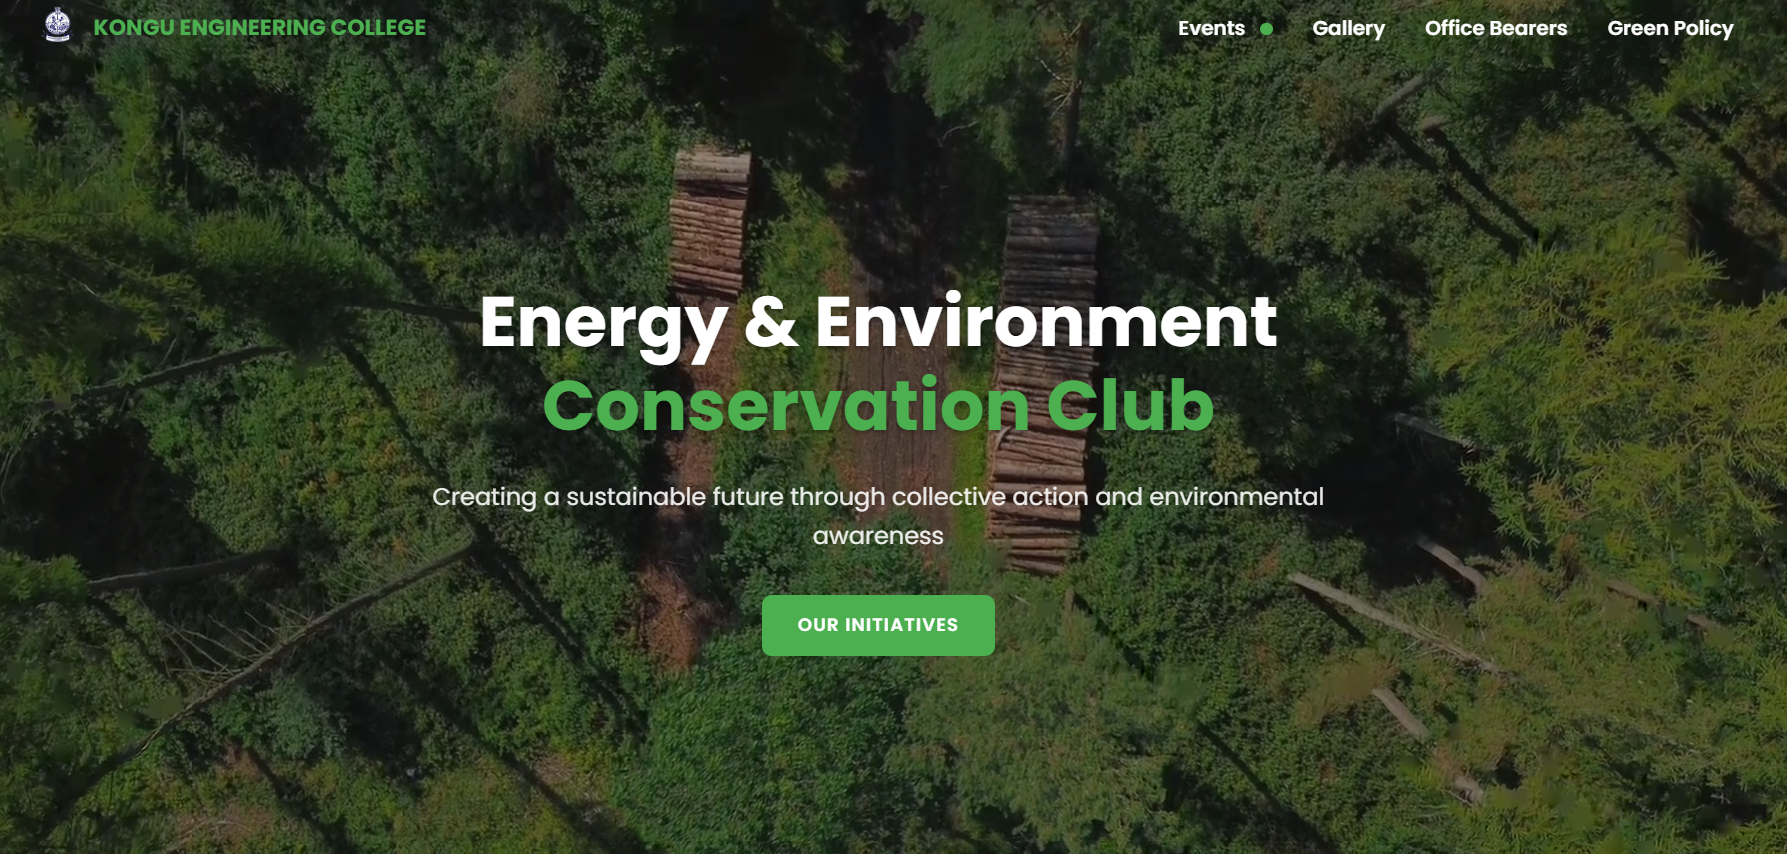 KONGU ENGINEERING COLLEGE
Events
Gallery
Office Bearers
Green Policy
Energy & Environment
Conservation Club
Creating a sustainable future through collective action and environmental
awareness
OUR INITIATIVES